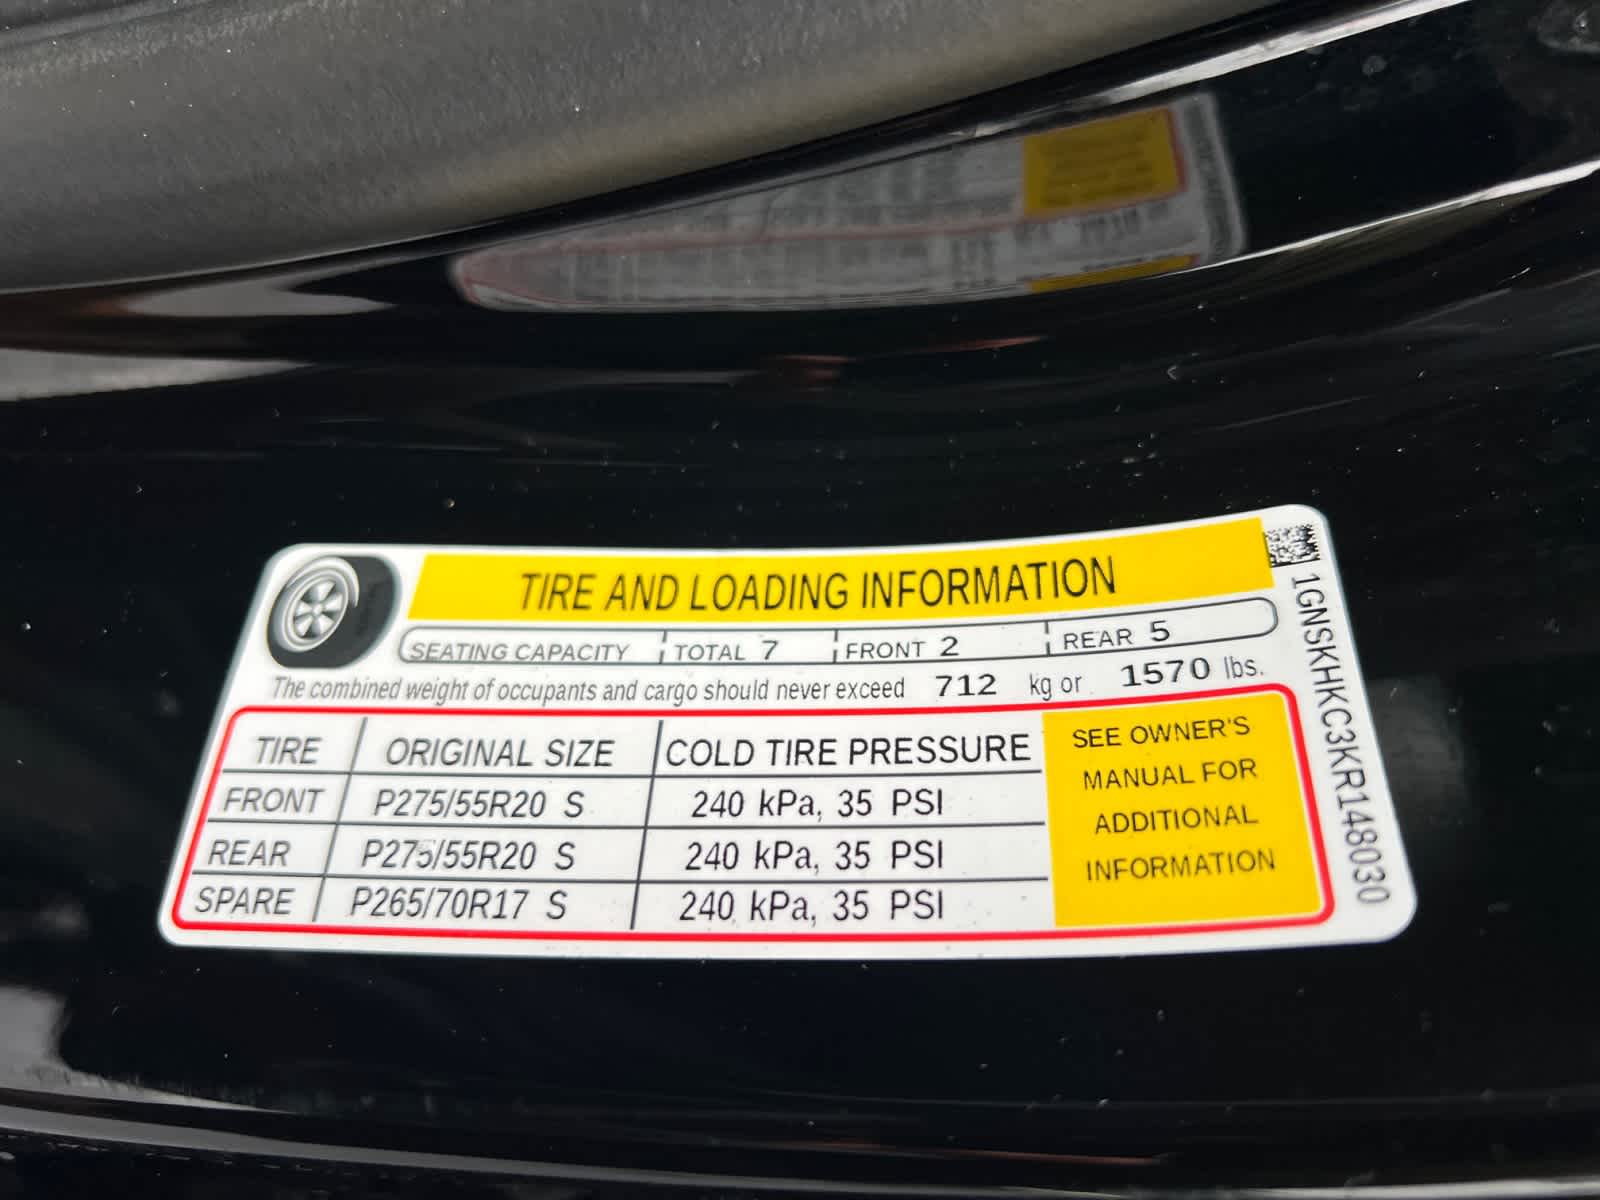 TIRE AND LOADING INFORMATION
SEATING CAPACITY TOTAL 7 FRONT 2 REAR 5
The combined weight of occupants and cargo should never exceed 712 kg or 1570 lbs.
TIRE ORIGINAL SIZE COLD TIRE PRESSURE
FRONT P275/55R20 S 240 kPa, 35 PSI
REAR P275/55R20 S 240 kPa, 35 PSI
SPARE P265/70R17 S 240 kPa, 35 PSI
SEE OWNER'S
MANUAL FOR
ADDITIONAL
INFORMATION
1GNSKHKC3KR148030